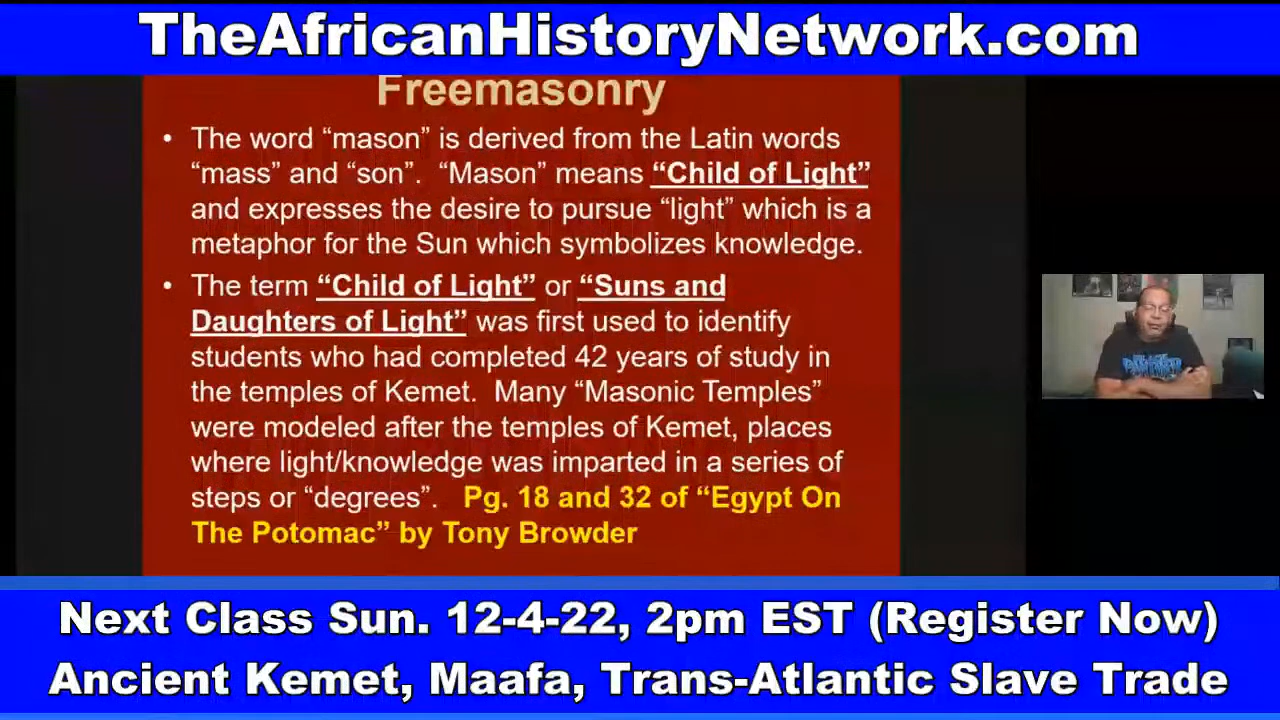 TheAfricanHistoryNetwork.com
Freemasonry
• The word “mason” is derived from the Latin words
“mass” and “son”. “Mason” means “Child of Light”
and expresses the desire to pursue “light” which is a
metaphor for the Sun which symbolizes knowledge.
• The term “Child of Light” or “Suns and
Daughters of Light” was first used to identify
students who had completed 42 years of study in
the temples of Kemet. Many “Masonic Temples”
were modeled after the temples of Kemet, places
where light/knowledge was imparted in a series of
steps or “degrees”. Pg. 18 and 32 of “Egypt On
The Potomac” by Tony Browder
Next Class Sun. 12-4-22, 2pm EST (Register Now)
Ancient Kemet, Maafa, Trans-Atlantic Slave Trade